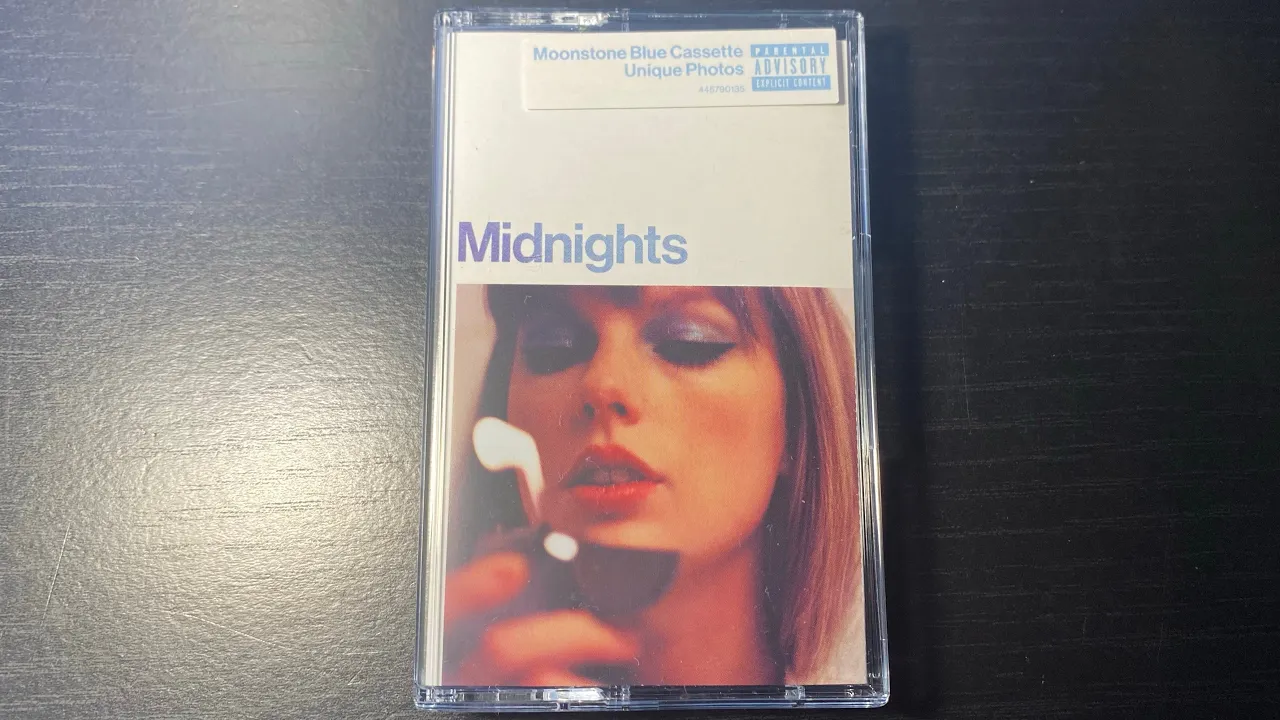 Moonstone Blue Cassette
Unique Photos
PARENTAL
ADVISORY
EXPLICIT CONTENT
Midnights